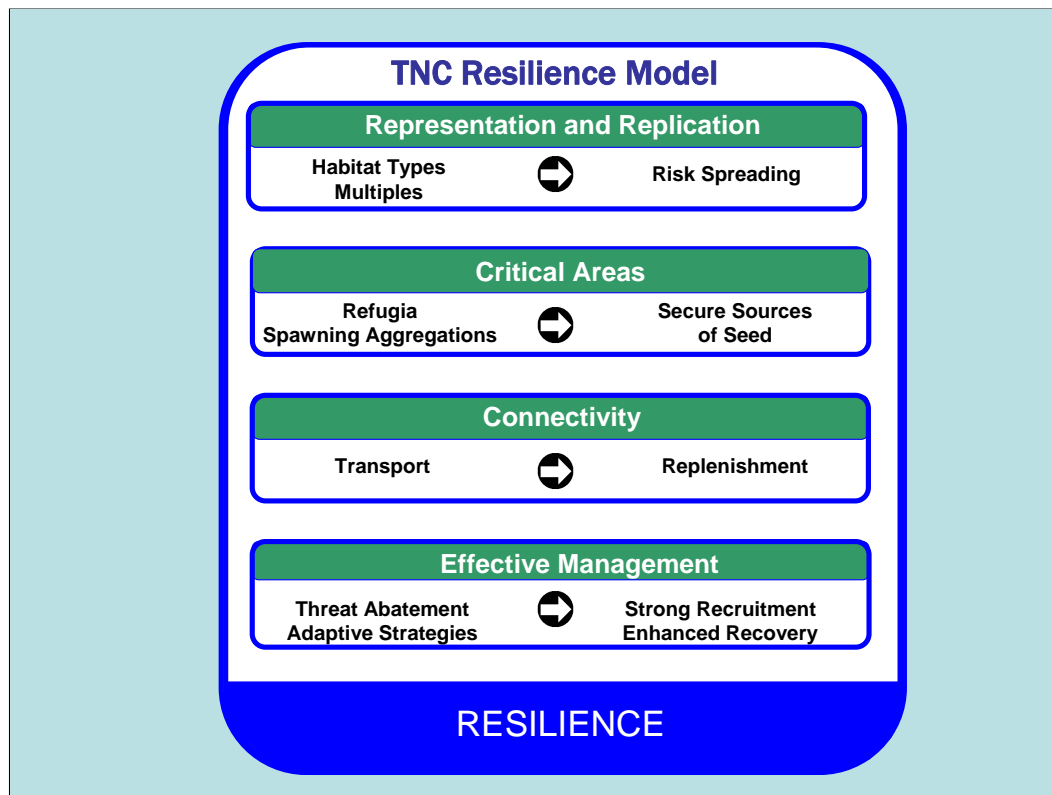 TNC Resilience Model
Representation and Replication
Habitat Types
Multiples
Risk Spreading
Critical Areas
Refugia
Spawning Aggregations
Secure Sources
of Seed
Connectivity
Transport
Replenishment
Effective Management
Threat Abatement
Adaptive Strategies
Strong Recruitment
Enhanced Recovery
RESILIENCE